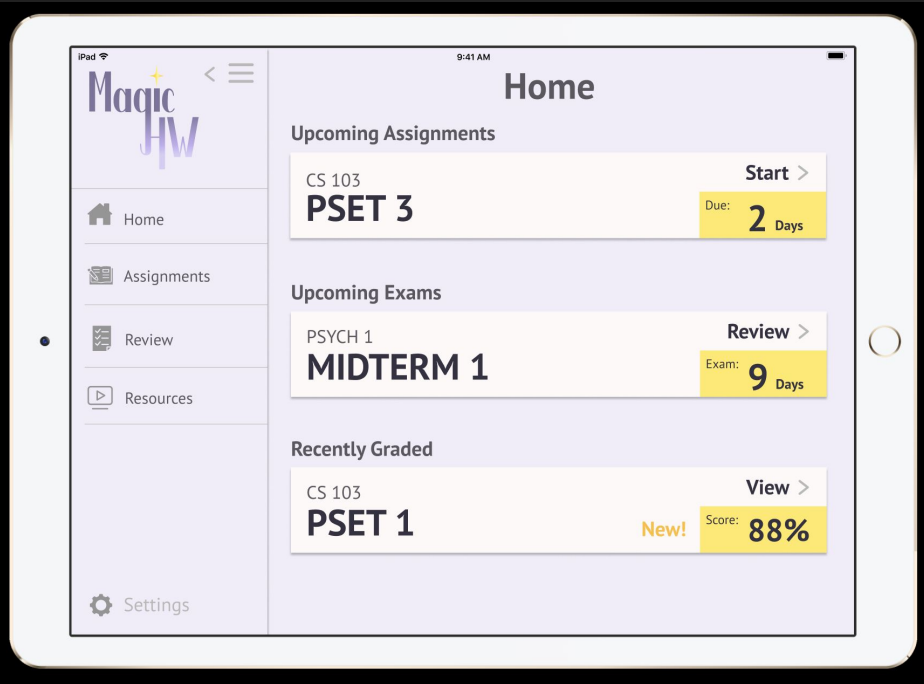 iPad
9:41 AM
Magic
HW
Home
Assignments
Review
Resources
Settings
Home
Upcoming Assignments
CS 103
PSET 3
Start >
Due: 2 Days
Upcoming Exams
PSYCH 1
MIDTERM 1
Review >
Exam: 9 Days
Recently Graded
CS 103
PSET 1
New!
View >
Score: 88%